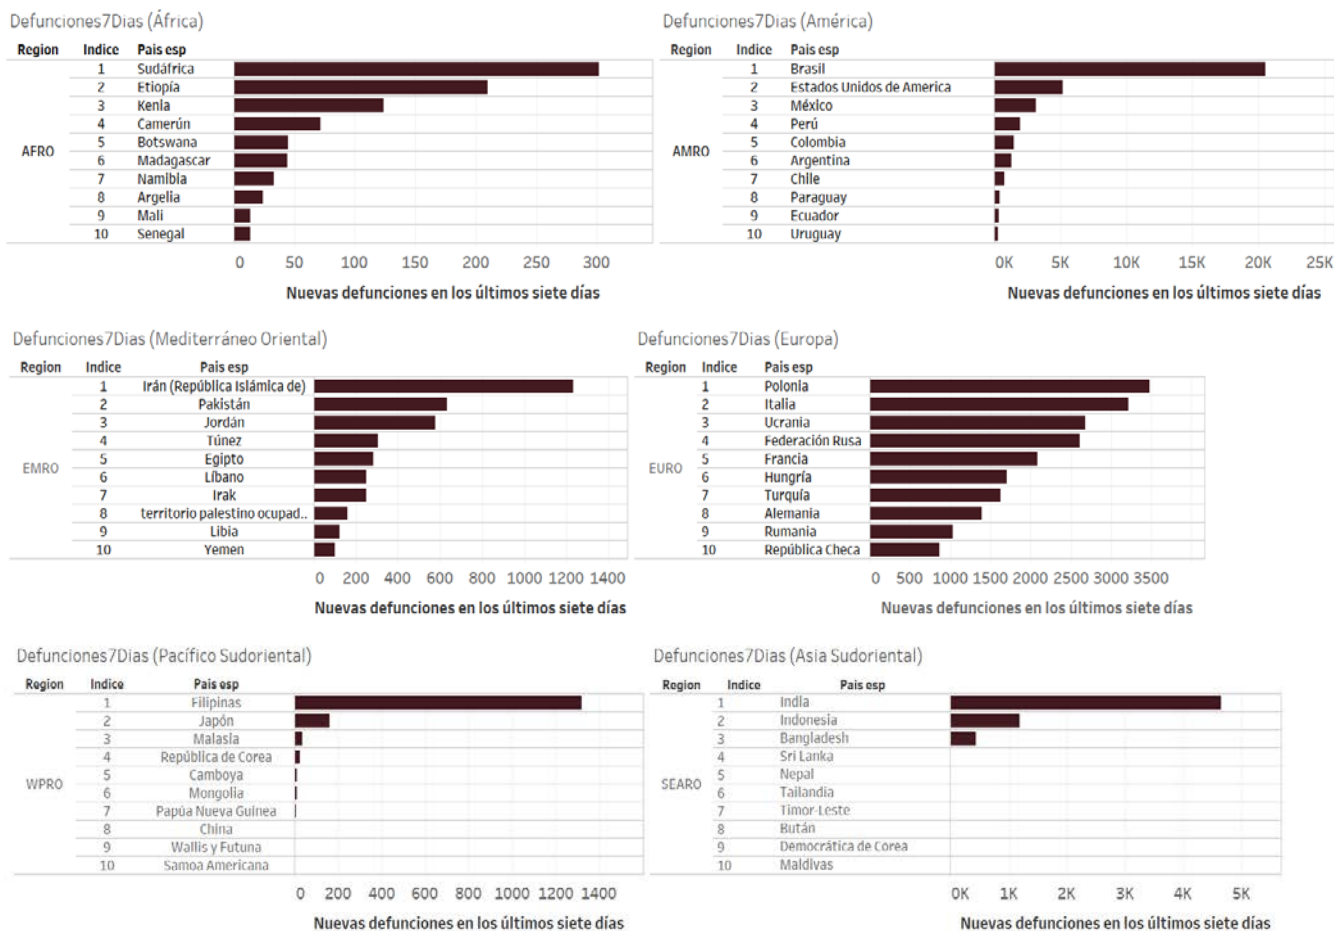 Defunciones7Dias (África)
Region Indice Pais esp
AFRO
1 Sudáfrica
2 Etiopía
3 Kenia
4 Camerún
5 Botswana
6 Madagascar
7 Namibia
8 Argelia
9 Mali
10 Senegal
0 50 100 150 200 250 300
Nuevas defunciones en los últimos siete días
Defunciones7Dias (América)
Region Indice Pais esp
AMRO
1 Brasil
2 Estados Unidos de America
3 México
4 Perú
5 Colombia
6 Argentina
7 Chile
8 Paraguay
9 Ecuador
10 Uruguay
0K 5K 10K 15K 20K 25K
Nuevas defunciones en los últimos siete días
Defunciones7Dias (Mediterráneo Oriental)
Region Indice Pais esp
EMRO
1 Irán (República Islámica de)
2 Pakistán
3 Jordán
4 Túnez
5 Egipto
6 Líbano
7 Irak
8 territorio palestino ocupad..
9 Libia
10 Yemen
0 200 400 600 800 1000 1200 1400
Nuevas defunciones en los últimos siete días
Defunciones7Dias (Europa)
Region Indice Pais esp
EURO
1 Polonia
2 Italia
3 Ucrania
4 Federación Rusa
5 Francia
6 Hungría
7 Turquía
8 Alemania
9 Rumania
10 República Checa
0 500 1000 1500 2000 2500 3000 3500
Nuevas defunciones en los últimos siete días
Defunciones7Dias (Pacífico Sudoriental)
Region Indice Pais esp
WPRO
1 Filipinas
2 Japón
3 Malasia
4 República de Corea
5 Camboya
6 Mongolia
7 Papúa Nueva Guinea
8 China
9 Wallis y Futuna
10 Samoa Americana
0 200 400 600 800 1000 1200 1400
Nuevas defunciones en los últimos siete días
Defunciones7Dias (Asia Sudoriental)
Region Indice Pais esp
SEARO
1 India
2 Indonesia
3 Bangladesh
4 Sri Lanka
5 Nepal
6 Tailandia
7 Timor-Leste
8 Bután
9 Democrática de Corea
10 Maldivas
0K 1K 2K 3K 4K 5K
Nuevas defunciones en los últimos siete días